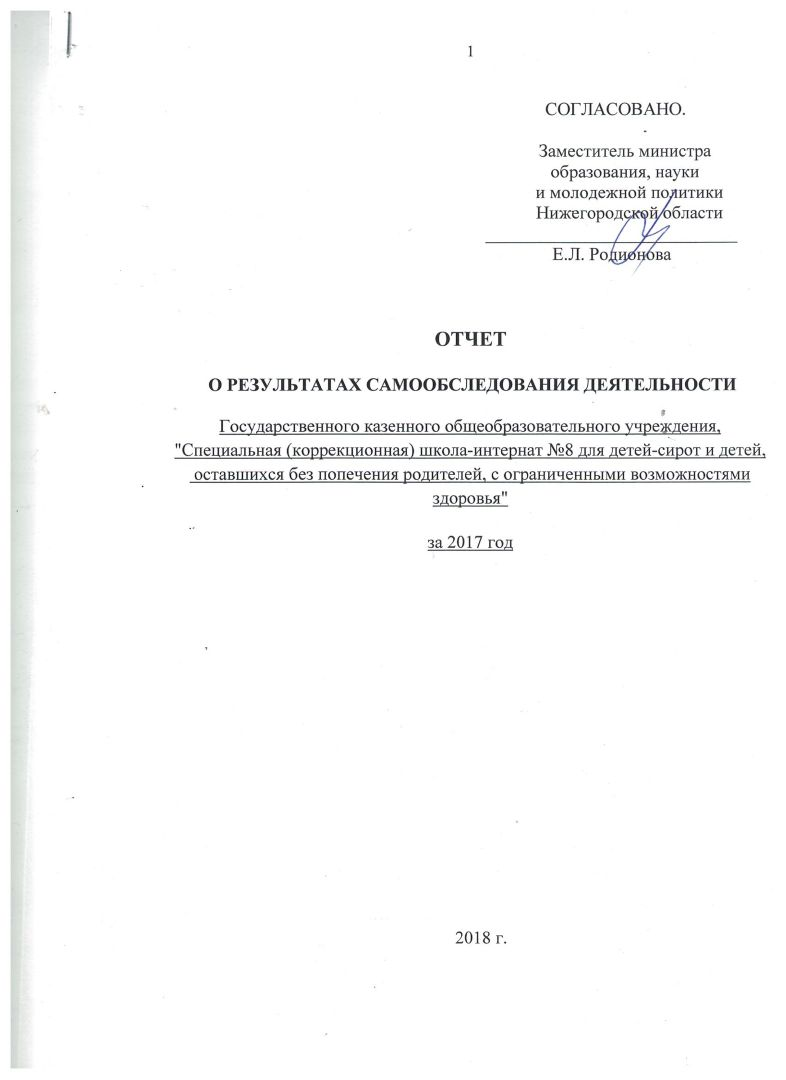 1
СОГЛАСОВАНО.
Заместитель министра
образования, науки
и молодежной политики
Нижегородской области
Е.Л. Родионова
ОТЧЕТ
О РЕЗУЛЬТАТАХ САМООБСЛЕДОВАНИЯ ДЕЯТЕЛЬНОСТИ
Государственного казенного общеобразовательного учреждения,
"Специальная (коррекционная) школа-интернат №8 для детей-сирот и детей,
оставшихся без попечения родителей, с ограниченными возможностями
здоровья"
за 2017 год
2018 г.